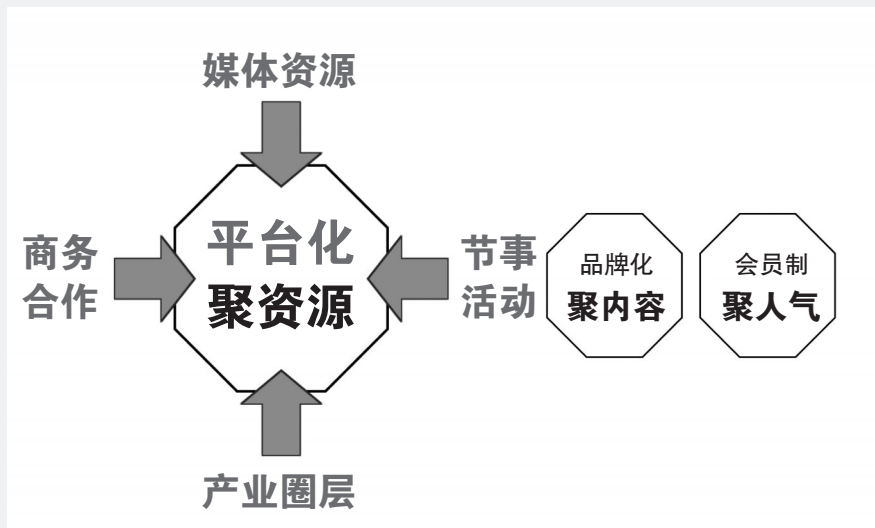 媒体资源
商务
合作
平台化
聚资源
节事
活动
品牌化
聚内容
会员制
聚人气
产业圈层